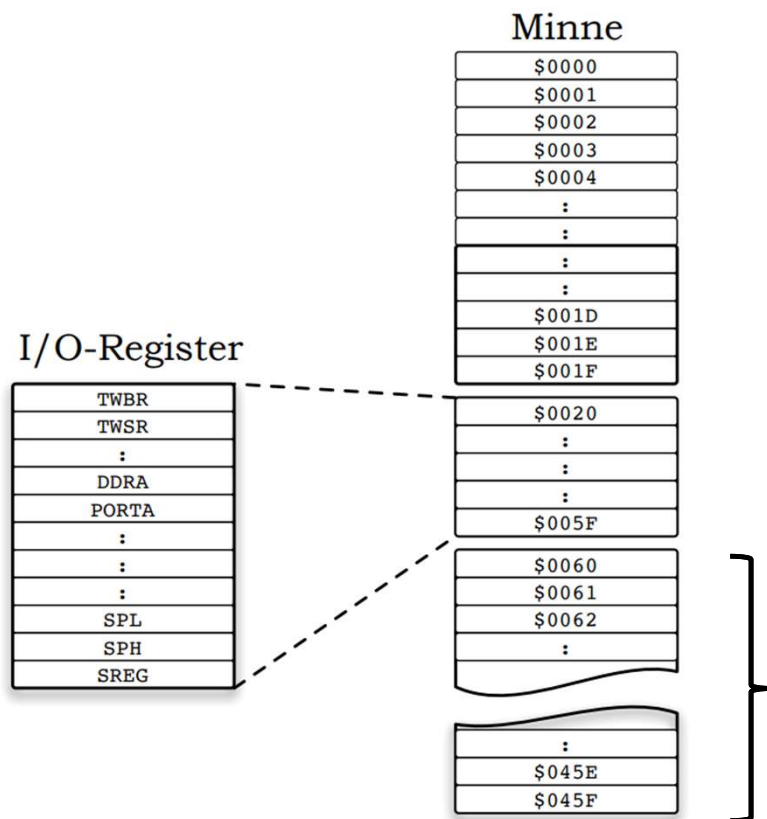 Minne
$0000
$0001
$0002
$0003
$0004
:
:
:
:
$001D
$001E
$001F
$0020
:
:
:
$005F
$0060
$0061
$0062
:
:
$045E
$045F
I/O-Register
TWBR
TWSR
:
DDRA
PORTA
:
:
:
SPL
SPH
SREG